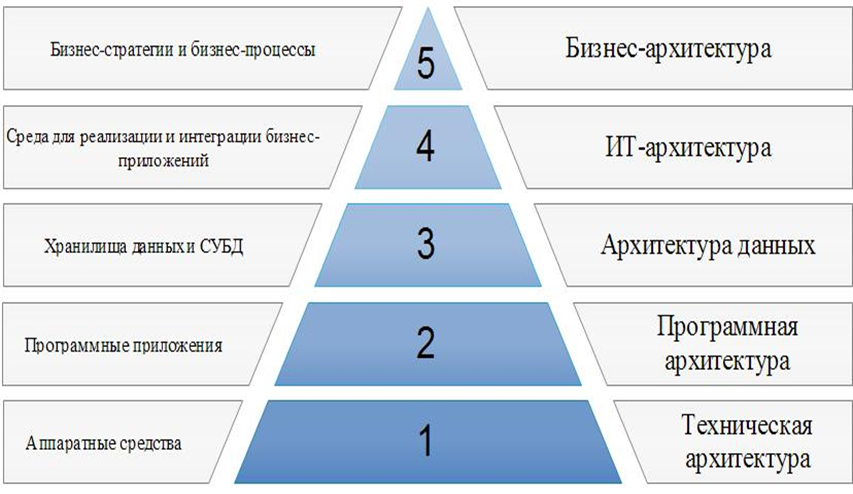 Бизнес-стратегии и бизнес-процессы
5
Бизнес-архитектура
Среда для реализации и интеграции бизнес-
приложений
4
ИТ-архитектура
Хранилища данных и СУБД
3
Архитектура данных
Программные приложения
2
Программная
архитектура
Аппаратные средства
1
Техническая
архитектура